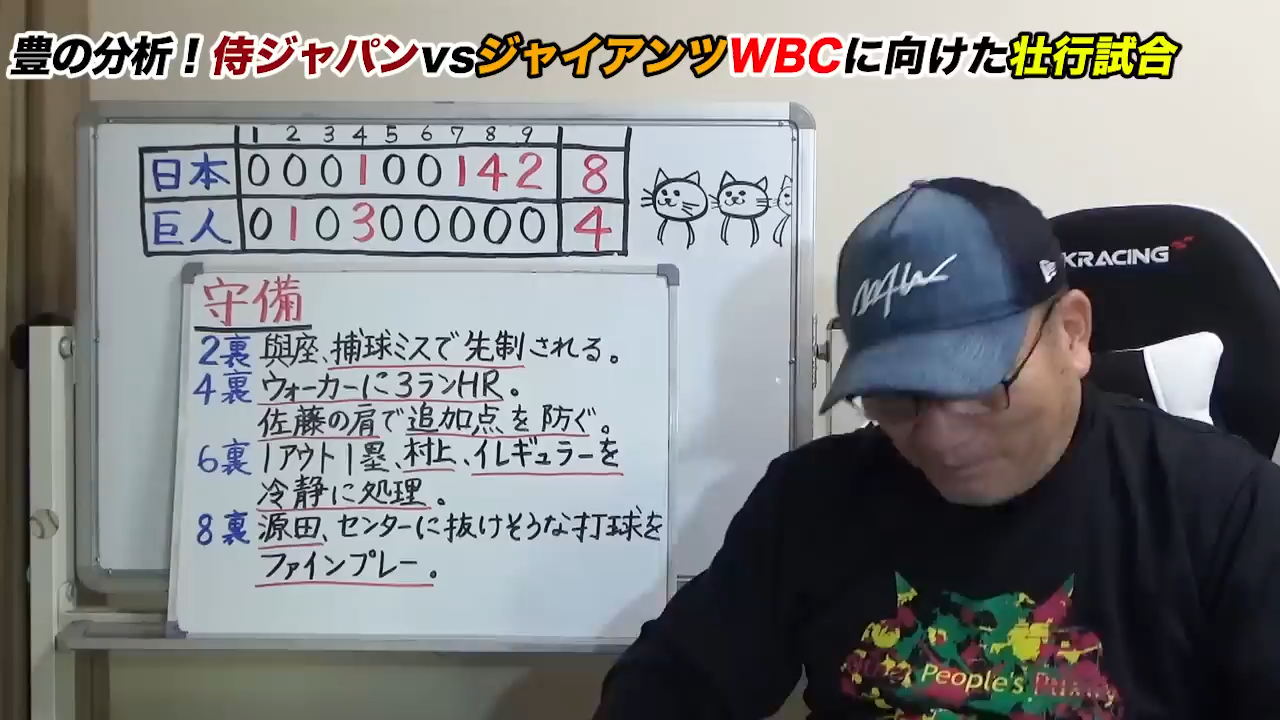 豊の分析！侍ジャパンvsジャイアンツWBCに向けた壮行試合
1 2 3 4 5 6 7 8 9
日本 0 0 0 1 0 0 1 4 2 8
巨人 0 1 0 3 0 0 0 0 0 4
守備
2裏 與座、捕球ミスで先制される。
4裏 ウォーカーに3ランHR。
佐藤の肩で追加点を防ぐ。
6裏 1アウト1塁、村上、イレギュラーを
冷静に処理。
8裏 源田、センターに抜けそうな打球を
ファインプレー。
KRACING
Other People's Puxxy